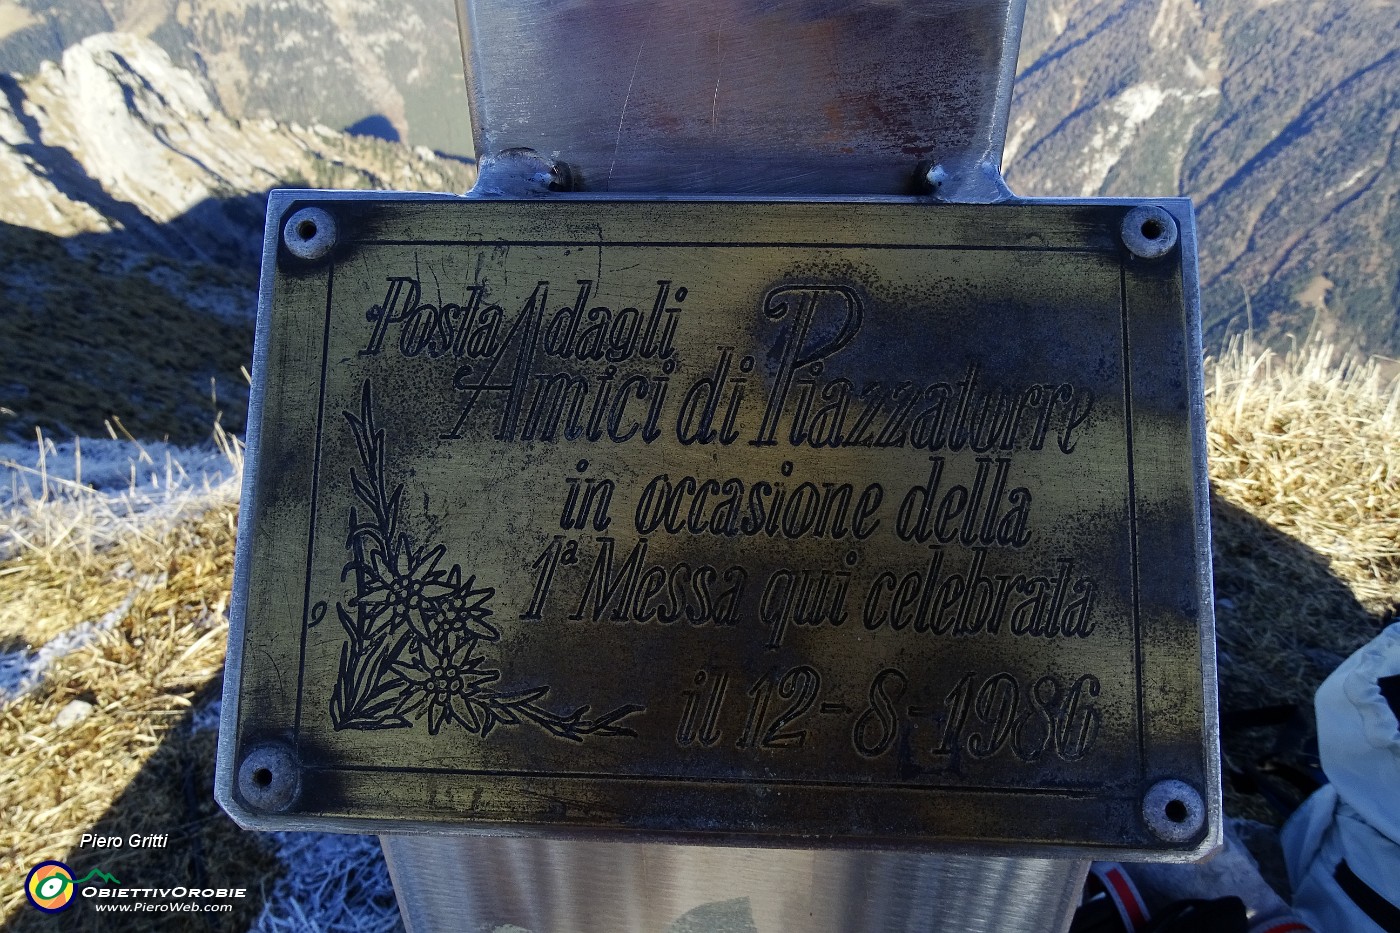 Posta dagli
Amici di Piazzatorre
in occasione della
1ª Messa qui celebrata
il 12-8-1986
Piero Gritti
OBIETTIVOROBIE
www.PieroWeb.com